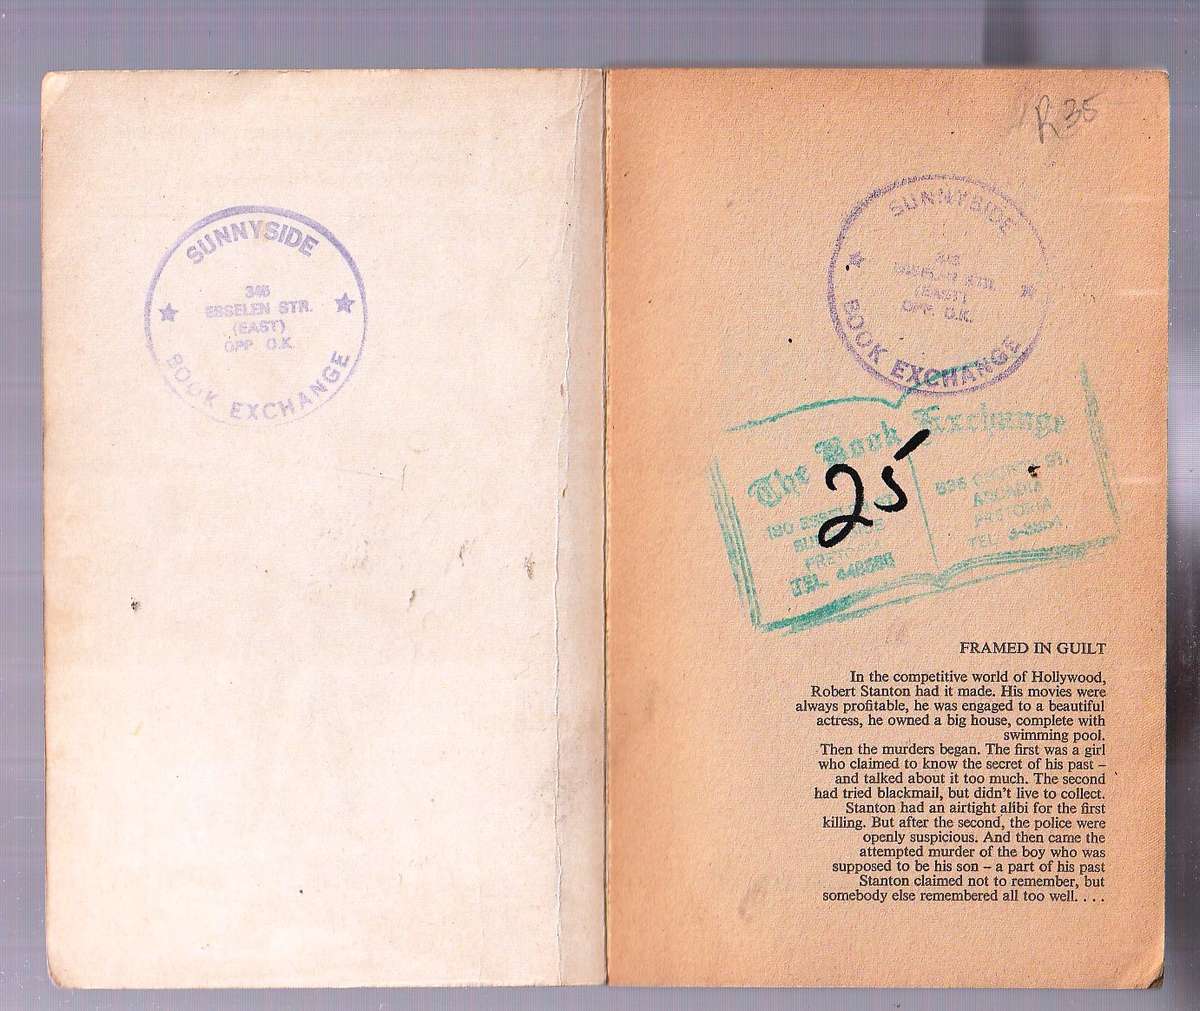 SUNNYSIDE
ESSELEN STR.
(EAST)
OPP O.K.
BOOK EXCHANGE
R35
SUNNYSIDE
(EAST)
OPP. O.K.
BOOK EXCHANGE
The Book Exchange
25
ARCADIA
PRETORIA
TEL.
TEL.
FRAMED IN GUILT
In the competitive world of Hollywood,
Robert Stanton had it made. His movies were
always profitable, he was engaged to a beautiful
actress, he owned a big house, complete with
swimming pool.
Then the murders began. The first was a girl
who claimed to know the secret of his past –
and talked about it too much. The second
had tried blackmail, but didn't live to collect.
Stanton had an airtight alibi for the first
killing. But after the second, the police were
openly suspicious. And then came the
attempted murder of the boy who was
supposed to be his son – a part of his past
Stanton claimed not to remember, but
somebody else remembered all too well. . . .